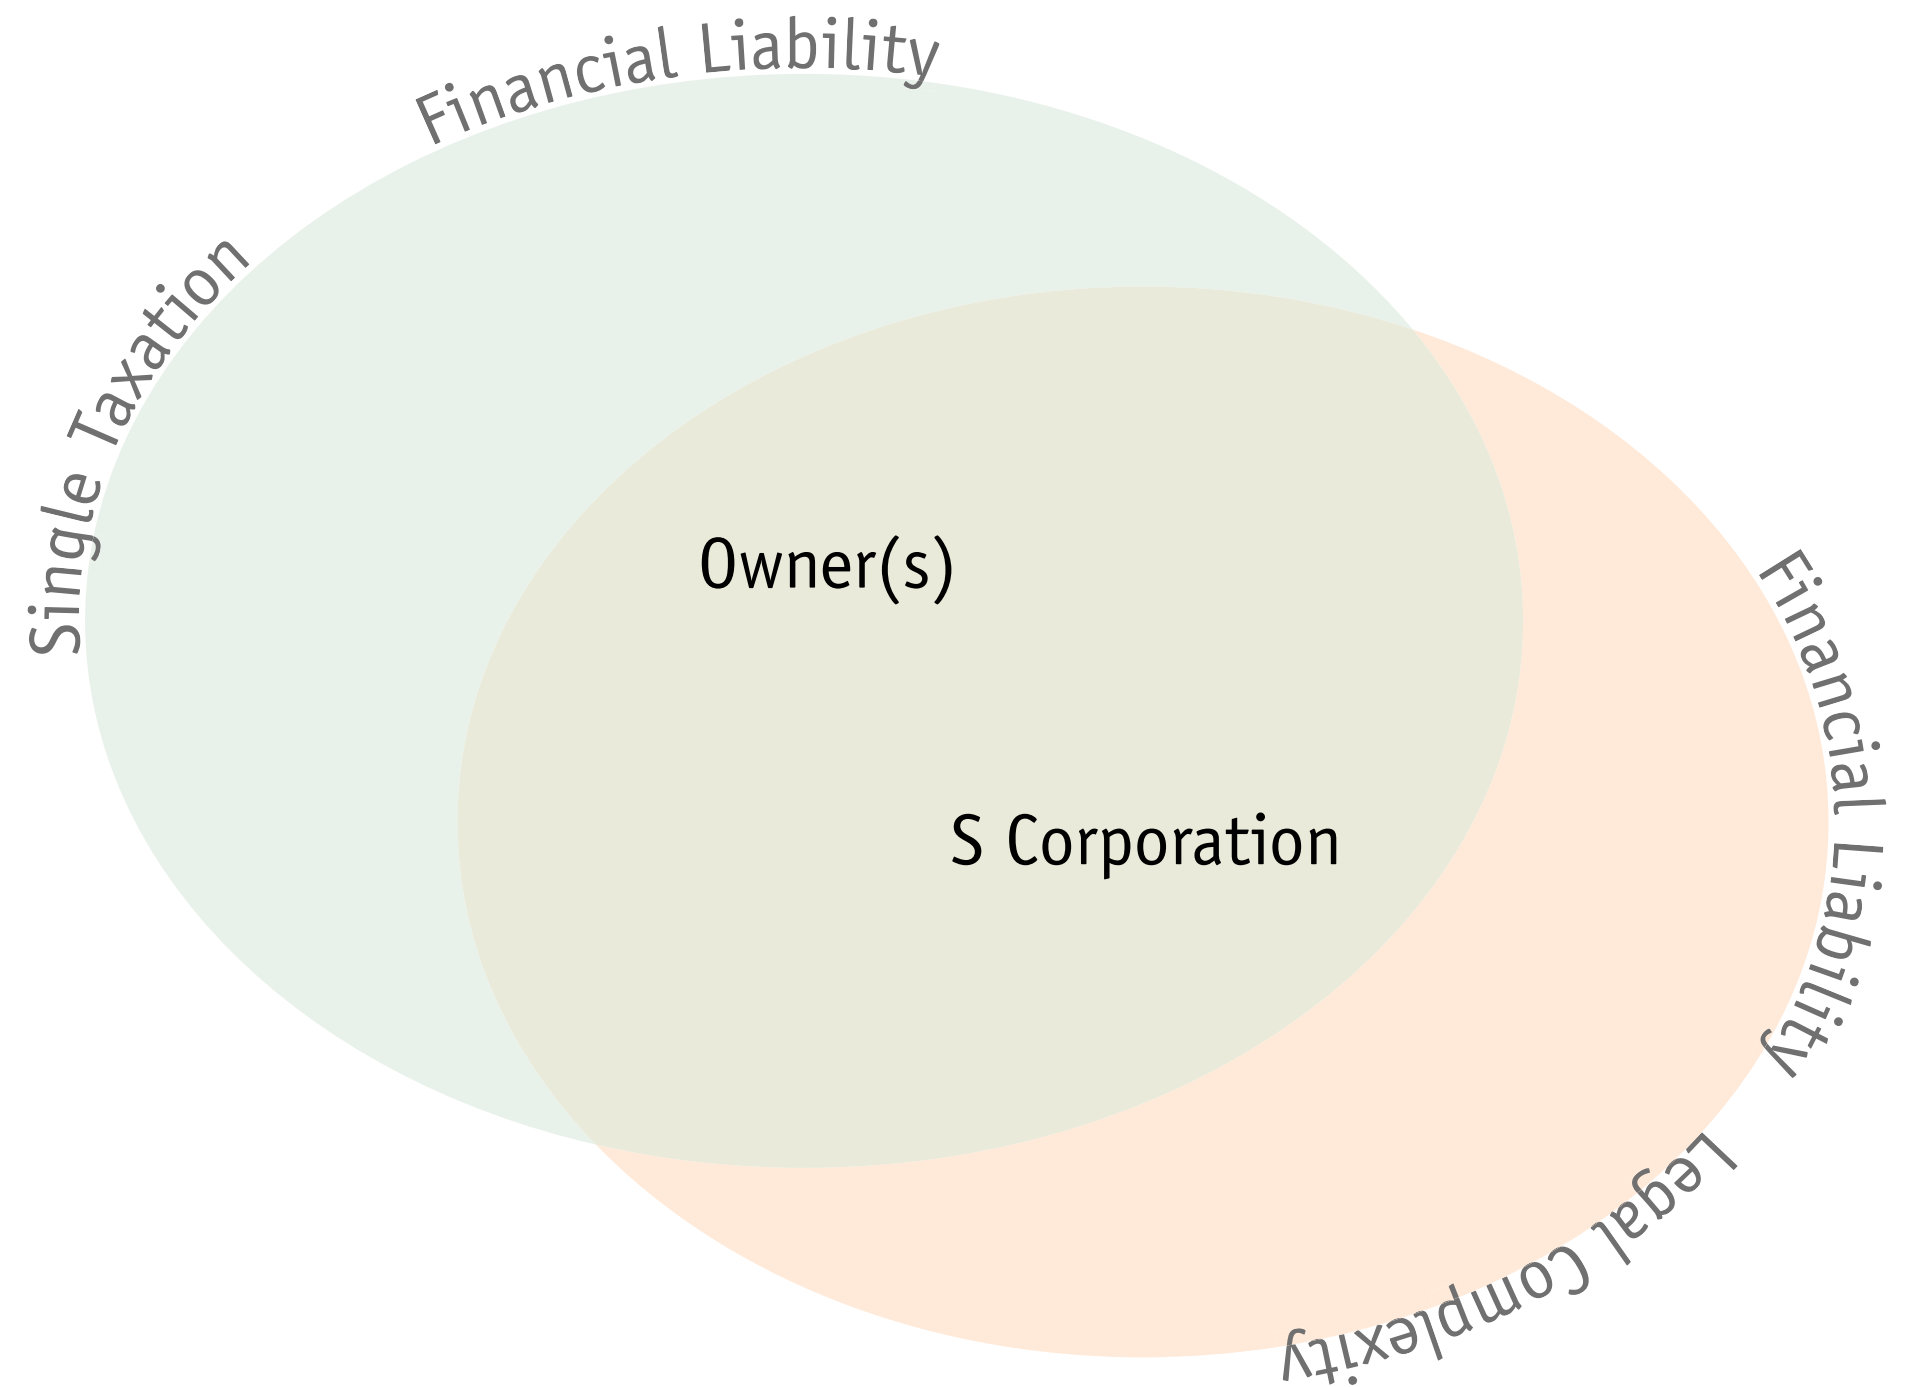 Financial Liability
Single Taxation
Owner(s)
S Corporation
Financial Liability
Legal Complexity